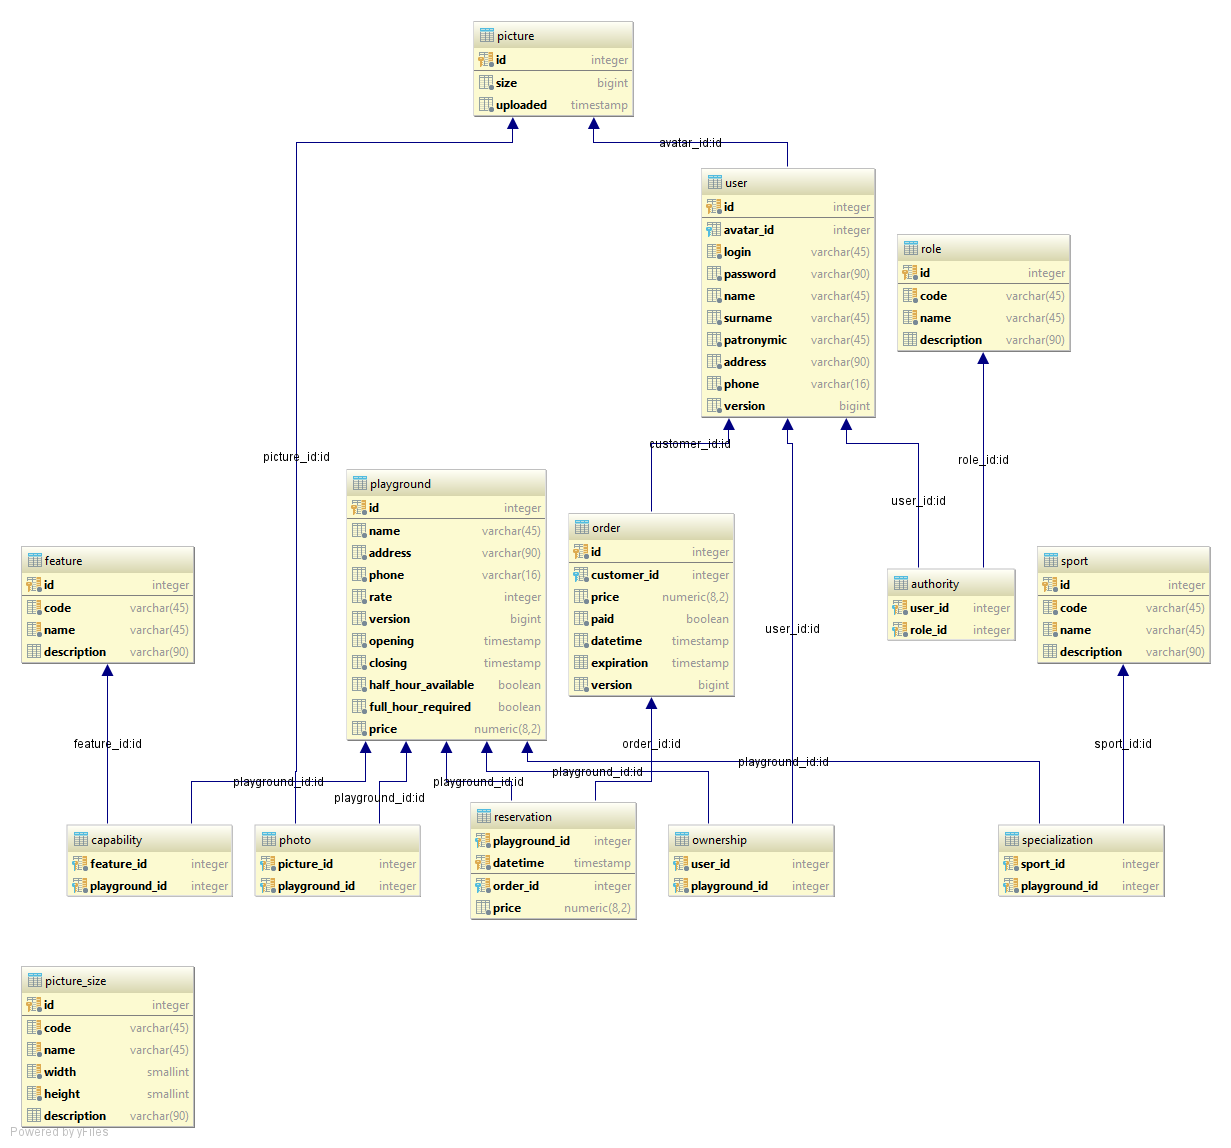 picture
id integer
size bigint
uploaded timestamp
avatar_id:id
user
id integer
avatar_id integer
login varchar(45)
password varchar(90)
name varchar(45)
surname varchar(45)
patronymic varchar(45)
address varchar(90)
phone varchar(16)
version bigint
role
id integer
code varchar(45)
name varchar(45)
description varchar(90)
customer_id:id
picture_id:id
role_id:id
user_id:id
playground
id integer
name varchar(45)
address varchar(90)
phone varchar(16)
rate integer
version bigint
opening timestamp
closing timestamp
half_hour_available boolean
full_hour_required boolean
price numeric(8,2)
order
id integer
customer_id integer
price numeric(8,2)
paid boolean
datetime timestamp
expiration timestamp
version bigint
feature
id integer
code varchar(45)
name varchar(45)
description varchar(90)
authority
user_id integer
role_id integer
sport
id integer
code varchar(45)
name varchar(45)
description varchar(90)
user_id:id
feature_id:id
order_id:id
sport_id:id
playground_id:id
playground_id:id
playground_id:id
playground_id:id
playground_id:id
capability
feature_id integer
playground_id integer
photo
picture_id integer
playground_id integer
reservation
playground_id integer
datetime timestamp
order_id integer
price numeric(8,2)
ownership
user_id integer
playground_id integer
specialization
sport_id integer
playground_id integer
picture_size
id integer
code varchar(45)
name varchar(45)
width smallint
height smallint
description varchar(90)
Powered by yFiles